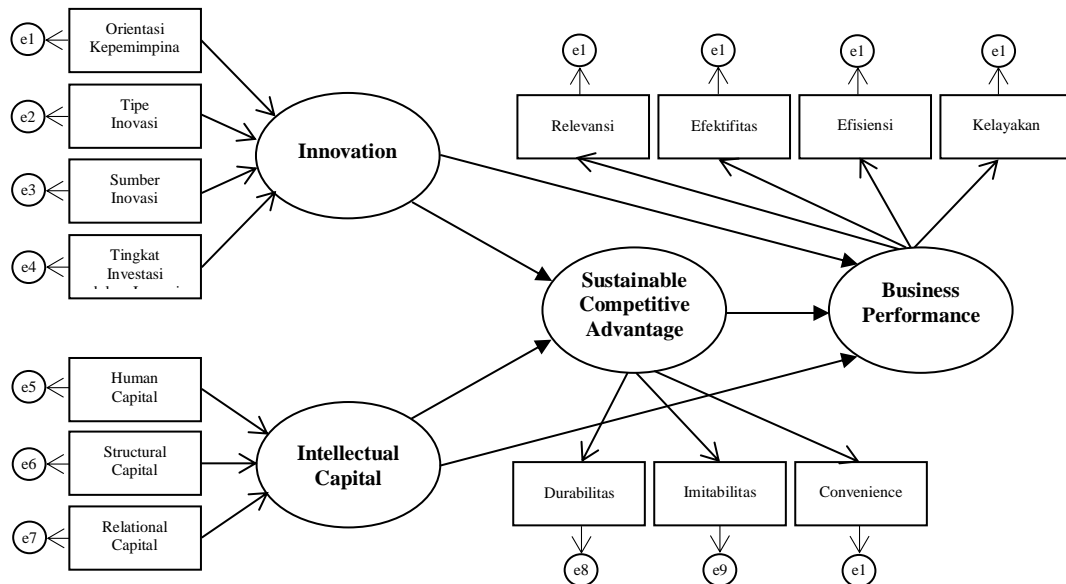 e1
Orientasi
Kepemimpina
e2
Tipe
Inovasi
e3
Sumber
Inovasi
e4
Tingkat
Investasi
Innovation
e1
e1
e1
e1
Relevansi
Efektifitas
Efisiensi
Kelayakan
Sustainable
Competitive
Advantage
Business
Performance
e5
Human
Capital
e6
Structural
Capital
e7
Relational
Capital
Intellectual
Capital
Durabilitas
Imitabilitas
Convenience
e8
e9
e1